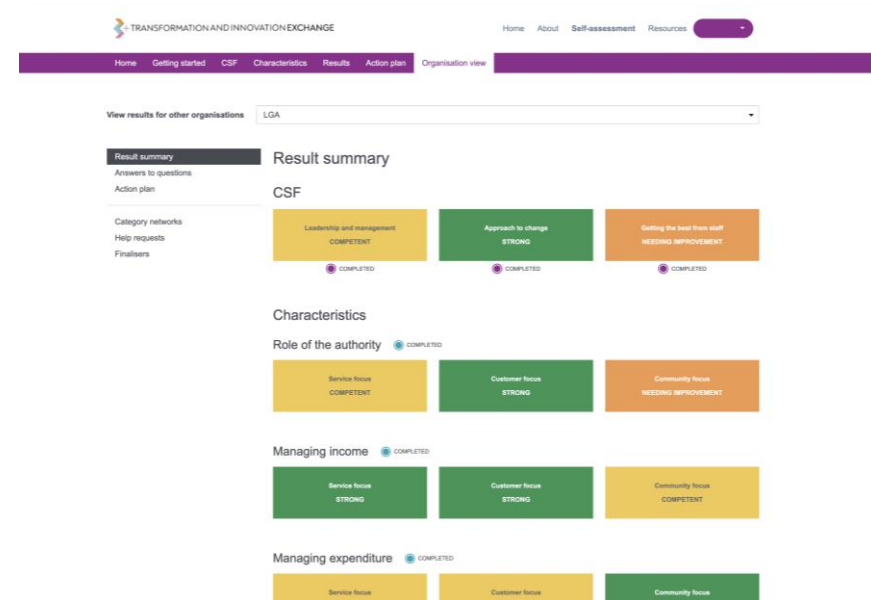 TRANSFORMATION AND INNOVATION EXCHANGE
Home About Self-assessment Resources
Home Getting started CSF Characteristics Results Action plan Organisation view
View results for other organisations LGA
Result summary
Answers to questions
Action plan
Category networks
Help requests
Finalisers
Result summary
CSF
Leadership and management Approach to change Getting the best from staff
COMPETENT STRONG NEEDING IMPROVEMENT
COMPLETED COMPLETED COMPLETED
Characteristics
Role of the authority COMPLETED
Service focus Customer focus Community focus
COMPETENT STRONG NEEDING IMPROVEMENT
Managing income COMPLETED
Service focus Customer focus Community focus
STRONG STRONG COMPETENT
Managing expenditure COMPLETED
Service focus Customer focus Community focus